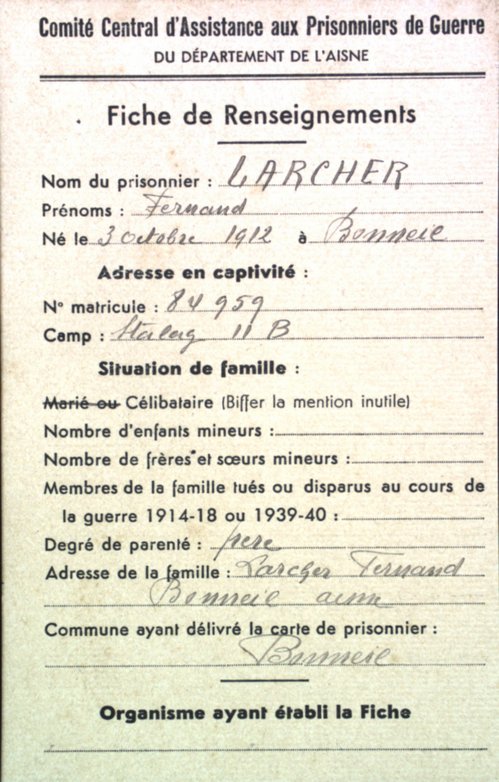 Comité Central d'Assistance aux Prisonniers de Guerre
DU DÉPARTEMENT DE L'AISNE
Fiche de Renseignements
Nom du prisonnier : LARCHER
Prénoms : Fernand
Né le 3 Octobre 1912 à Bonneil
Adresse en captivité :
N° matricule : 84959
Camp : Stalag II B
Situation de famille :
Marié ou Célibataire (Biffer la mention inutile)
Nombre d'enfants mineurs :
Nombre de frères et sœurs mineurs :
Membres de la famille tués ou disparus au cours de
la guerre 1914-18 ou 1939-40 :
Degré de parenté : père
Adresse de la famille : Larcher Fernand
Bonneil aisne
Commune ayant délivré la carte de prisonnier :
Bonneil
Organisme ayant établi la Fiche